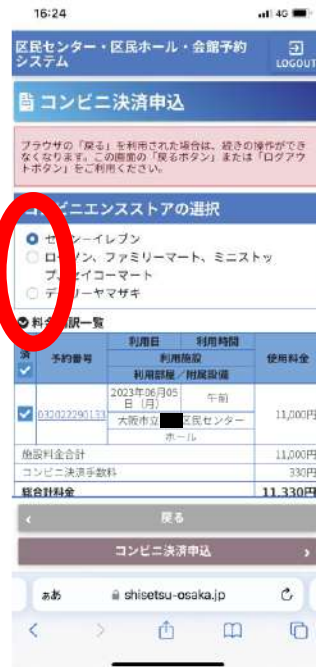 16:24
4G
区民センター・区民ホール・会館予約
システム
LOGOUT
コンビニ決済申込
ブラウザの「戻る」を利用された場合は、続きの操作ができ
なくなります。この画面の「戻るボタン」または「ログアウ
トボタン」をご利用ください。
コンビニエンスストアの選択
セブン－イレブン
ローソン、ファミリーマート、ミニストッ
プ、セイコーマート
デイリーヤマザキ
料金内訳一覧
済
予約番号
利用日
利用時間
利用施設
利用部屋／附属設備
使用料金
032022290133
2023年06月05
日（月）
午前
大阪市立
区民センター
ホール
11,000円
施設料金合計
11,000円
コンビニ決済手数料
330円
総合計料金
11,330円
戻る
コンビニ決済申込
ああ
shisetsu-osaka.jp